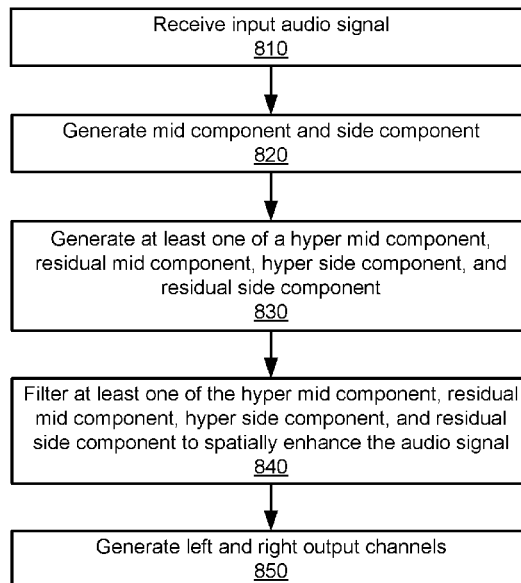 Receive input audio signal
810
Generate mid component and side component
820
Generate at least one of a hyper mid component,
residual mid component, hyper side component, and
residual side component
830
Filter at least one of the hyper mid component, residual
mid component, hyper side component, and residual
side component to spatially enhance the audio signal
840
Generate left and right output channels
850